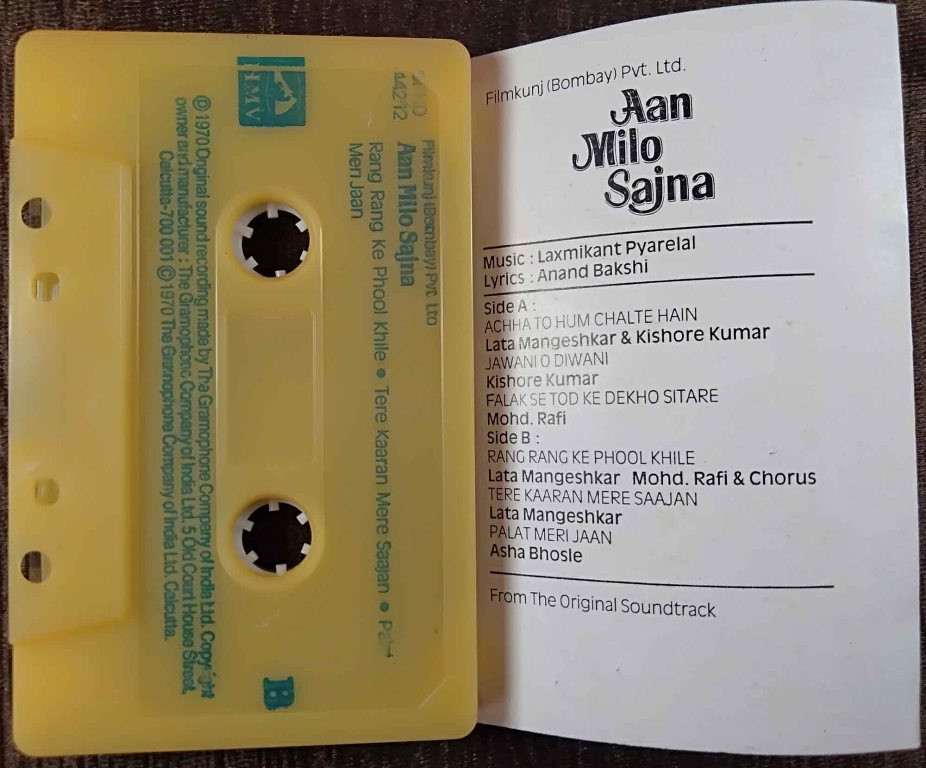 HMV
44212
Filmkunj (Bombay) Pvt. Ltd
Aan Milo Sajna
Rang Rang Ke Phool Khile ● Tere Kaaran Mere Saajan ●
Meri Jaan
B
Ⓟ 1970 Original sound recording made by The Gramophone Company of India Ltd. Copyright
owner and manufacturer : The Gramophone Company of India Ltd. 5 Old Court House Street,
Calcutta-700 001 © 1970 The Gramophone Company of India Ltd. Calcutta.
Filmkunj (Bombay) Pvt. Ltd.
Aan
Milo
Sajna
Music : Laxmikant Pyarelal
Lyrics : Anand Bakshi
Side A :
ACHHA TO HUM CHALTE HAIN
Lata Mangeshkar & Kishore Kumar
JAWANI O DIWANI
Kishore Kumar
FALAK SE TOD KE DEKHO SITARE
Mohd. Rafi
Side B :
RANG RANG KE PHOOL KHILE
Lata Mangeshkar Mohd. Rafi & Chorus
TERE KAARAN MERE SAAJAN
Lata Mangeshkar
PALAT MERI JAAN
Asha Bhosle
From The Original Soundtrack